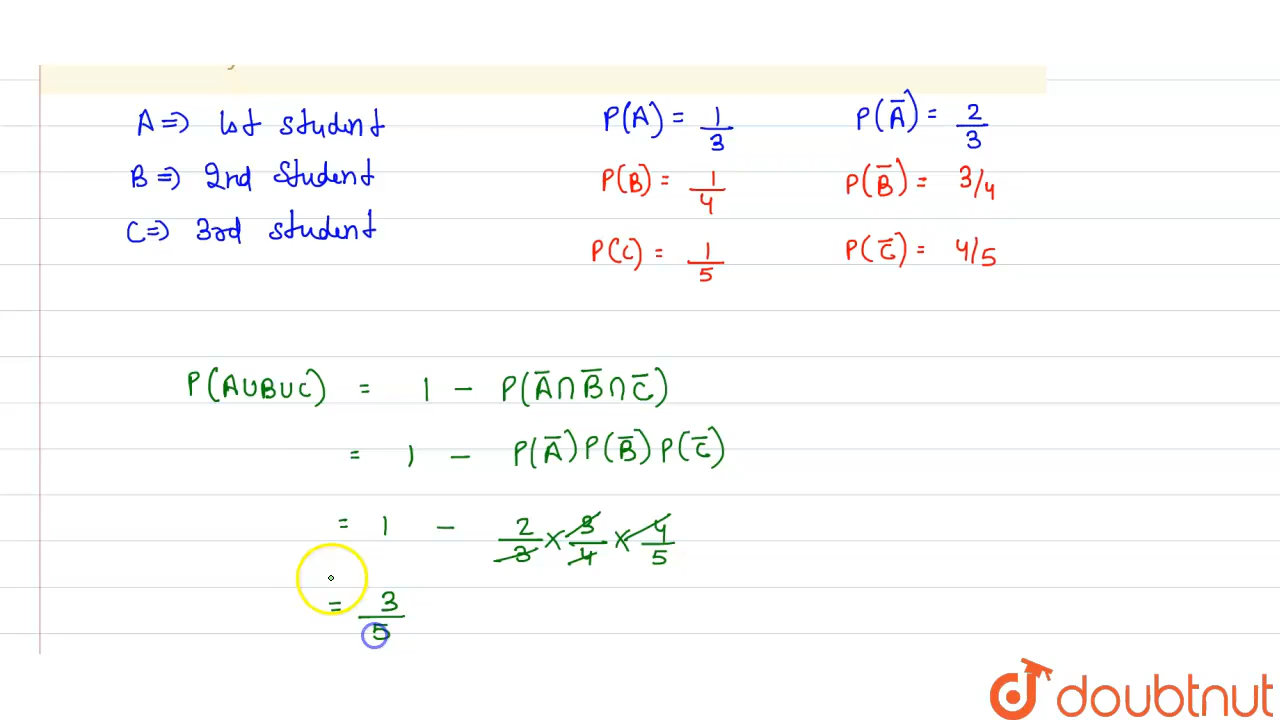 A ⇒ 1st student P(A) = 1/3 P(A̅) = 2/3
B ⇒ 2nd student P(B) = 1/4 P(B̅) = 3/4
C ⇒ 3rd student P(C) = 1/5 P(C̅) = 4/5
P(A∪B∪C) = 1 - P(A̅∩B̅∩C̅)
= 1 - P(A̅)P(B̅)P(C̅)
= 1 - 2/3 × 3/4 × 4/5
= 3/5
doubtnut